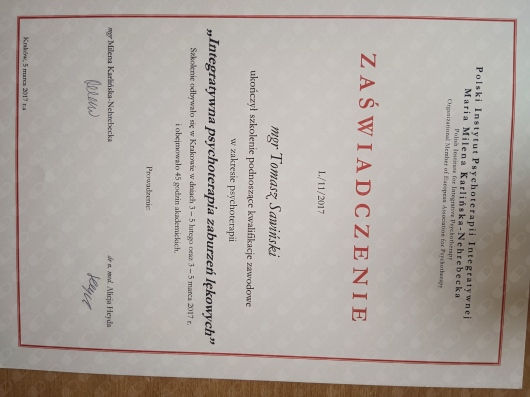 Polski Instytut Psychoterapii Integratywnej
Maria Milena Karlińska-Nehrebecka
Polish Institute for Integrative Psychotherapy
Organizational Member of European Association for Psychotherapy
ZAŚWIADCZENIE
L/11/2017
mgr Tomasz Sawiński
ukończył szkolenie podnoszące kwalifikacje zawodowe
w zakresie psychoterapii
„Integratywna psychoterapia zaburzeń lękowych”
Szkolenie odbywało się w Krakowie w dniach 3 – 5 lutego oraz 3 – 5 marca 2017 r.
i obejmowało 45 godzin akademickich.
Prowadzenie:
mgr Milena Karlińska-Nehrebecka
dr n. med. Alicja Heyda
Kraków, 5 marca 2017 r.